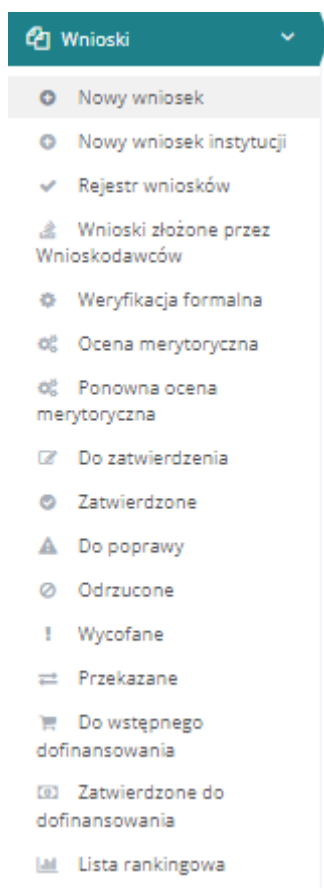 Wnioski
Nowy wniosek
Nowy wniosek instytucji
Rejestr wniosków
Wnioski złożone przez
Wnioskodawców
Weryfikacja formalna
Ocena merytoryczna
Ponowna ocena
merytoryczna
Do zatwierdzenia
Zatwierdzone
Do poprawy
Odrzucone
Wycofane
Przekazane
Do wstępnego
dofinansowania
Zatwierdzone do
dofinansowania
Lista rankingowa